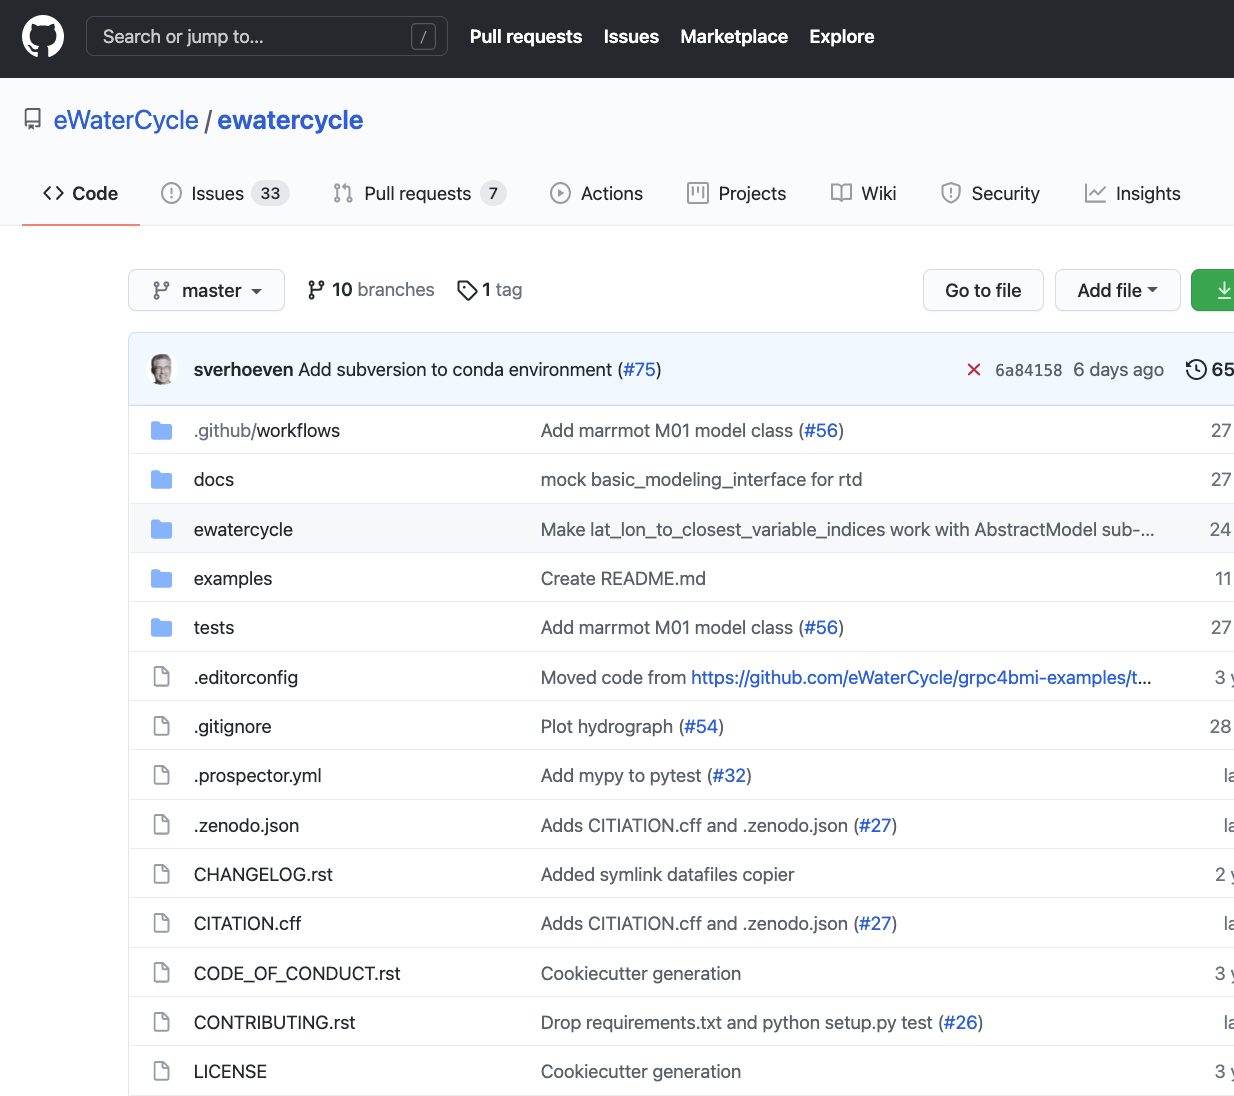 Search or jump to... /
Pull requests Issues Marketplace Explore
eWaterCycle / ewatercycle
Code Issues 33 Pull requests 7 Actions Projects Wiki Security Insights
master 10 branches 1 tag Go to file Add file
sverhoeven Add subversion to conda environment (#75) 6a84158 6 days ago 65
.github/workflows Add marrmot M01 model class (#56) 27
docs mock basic_modeling_interface for rtd 27
ewatercycle Make lat_lon_to_closest_variable_indices work with AbstractModel sub-... 24
examples Create README.md 11
tests Add marrmot M01 model class (#56) 27
.editorconfig Moved code from https://github.com/eWaterCycle/grpc4bmi-examples/t... 3
.gitignore Plot hydrograph (#54) 28
.prospector.yml Add mypy to pytest (#32) la
.zenodo.json Adds CITIATION.cff and .zenodo.json (#27) la
CHANGELOG.rst Added symlink datafiles copier 2
CITATION.cff Adds CITIATION.cff and .zenodo.json (#27) la
CODE_OF_CONDUCT.rst Cookiecutter generation 3
CONTRIBUTING.rst Drop requirements.txt and python setup.py test (#26) la
LICENSE Cookiecutter generation 3